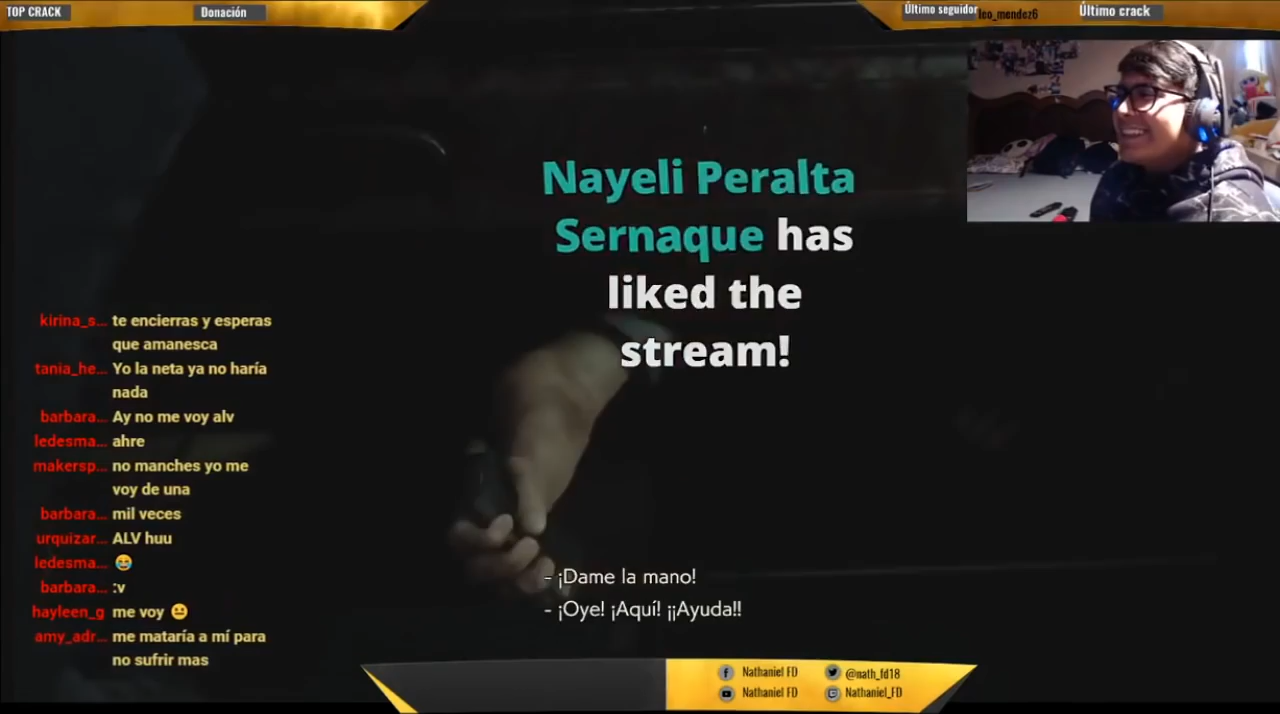 TOP CRACK
Donación
Último seguidor
leo_mendez6
Último crack
Nayeli Peralta
Sernaque has
liked the
stream!
kirina_s... te encierras y esperas
que amanesca
tania_he... Yo la neta ya no haría
nada
barbara... Ay no me voy alv
ledesma... ahre
makersp... no manches yo me
voy de una
barbara... mil veces
urquizar... ALV huu
ledesma... 😂
barbara... :v
hayleen_g me voy 😐
amy_adr... me mataría a mí para
no sufrir mas
- ¡Dame la mano!
- ¡Oye! ¡Aquí! ¡¡Ayuda!!
Nathaniel FD @nath_fd18
Nathaniel FD Nathaniel_FD